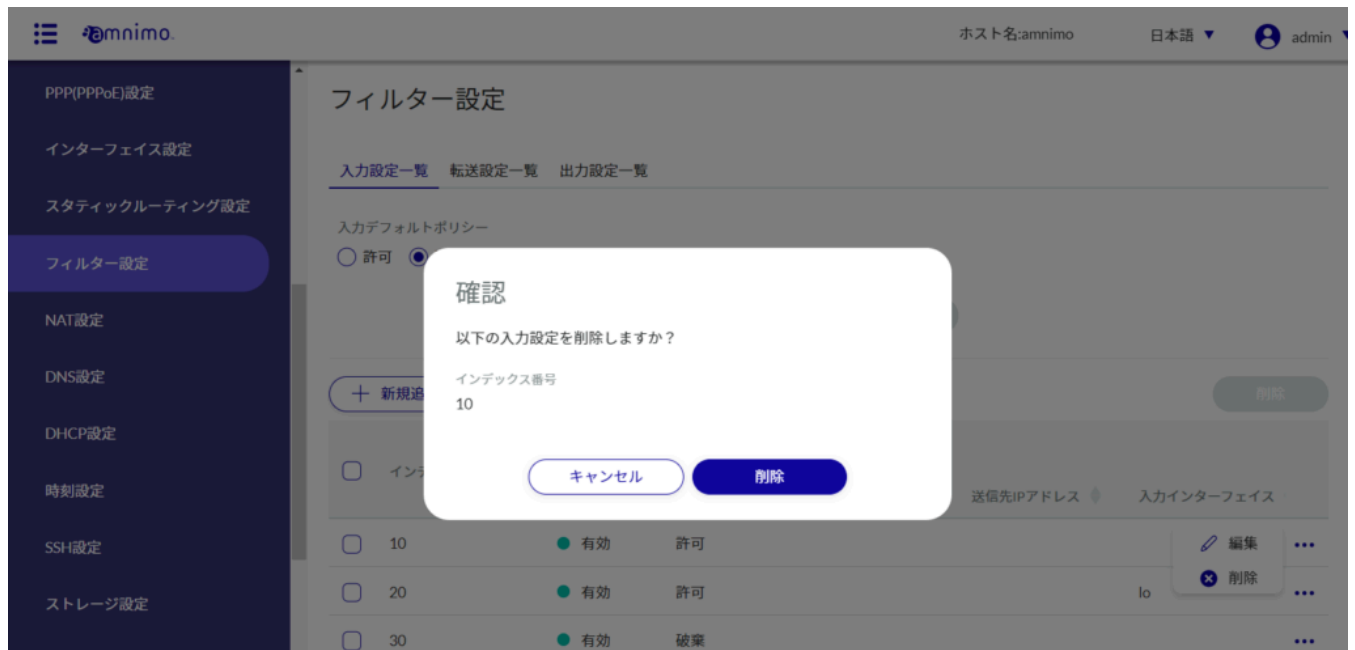 amnimo.
ホスト名:amnimo
日本語 ▼
admin
PPP(PPPoE)設定
インターフェイス設定
スタティックルーティング設定
フィルター設定
NAT設定
DNS設定
DHCP設定
時刻設定
SSH設定
ストレージ設定
フィルター設定
入力設定一覧 転送設定一覧 出力設定一覧
入力デフォルトポリシー
許可
確認
以下の入力設定を削除しますか？
インデックス番号
10
キャンセル 削除
＋ 新規追
削除
インデ
送信先IPアドレス 入力インターフェイス
10 有効 許可
編集
削除
20 有効 許可 lo
30 有効 破棄